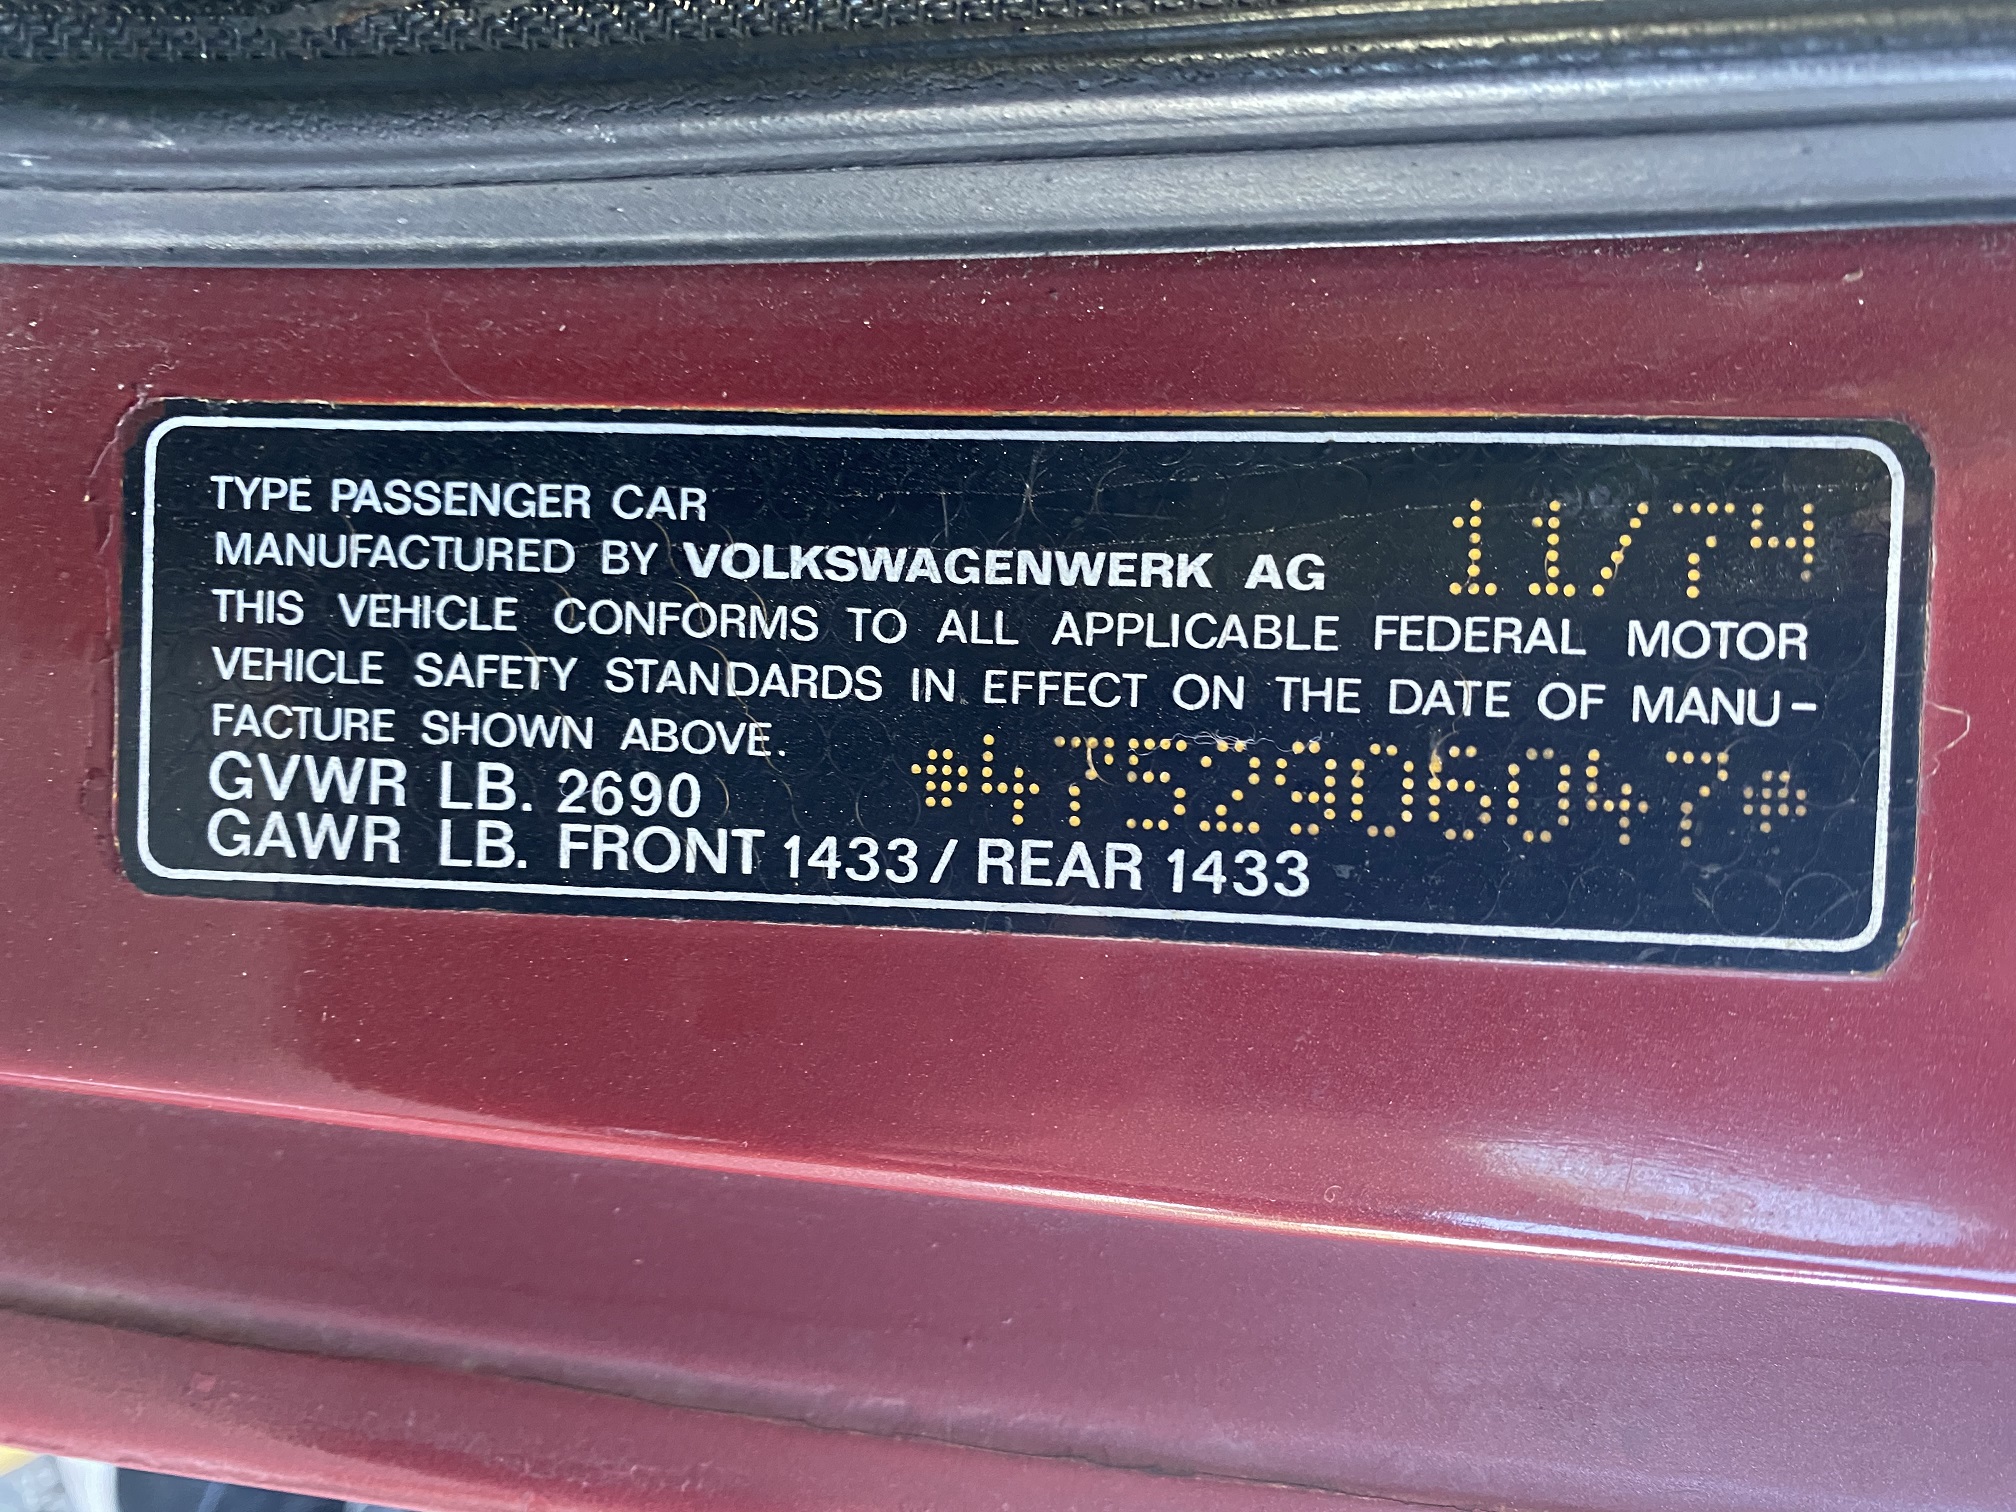 TYPE PASSENGER CAR
MANUFACTURED BY VOLKSWAGENWERK AG 11/74
THIS VEHICLE CONFORMS TO ALL APPLICABLE FEDERAL MOTOR
VEHICLE SAFETY STANDARDS IN EFFECT ON THE DATE OF MANU-
FACTURE SHOWN ABOVE.
GVWR LB. 2690 *4752906047*
GAWR LB. FRONT 1433/ REAR 1433